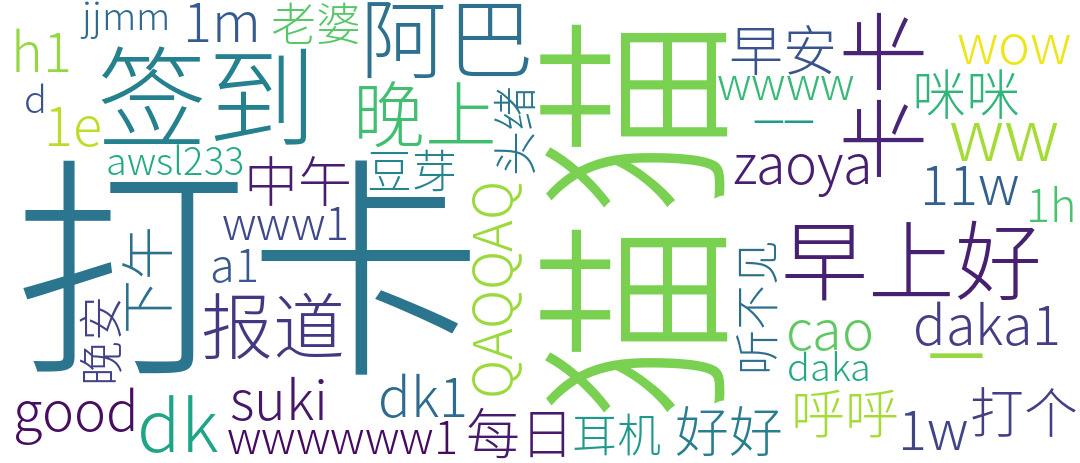 jjmm
1m
老婆
阿巴
h1
签到
d
1e
晚上
头绪
awsl233
打卡
中午
豆芽
www1
下午
a1
晚安
报道
QAQQAQ
good
dk
suki
dk1
wwwwww1
每日
耳机
好好
㛃㛃
早安
wwww
一一
半半
wow
咪咪
ww
zaoya
11w
1h
早上好
听不见
cao
daka
daka1
一
呼呼
1w
打个